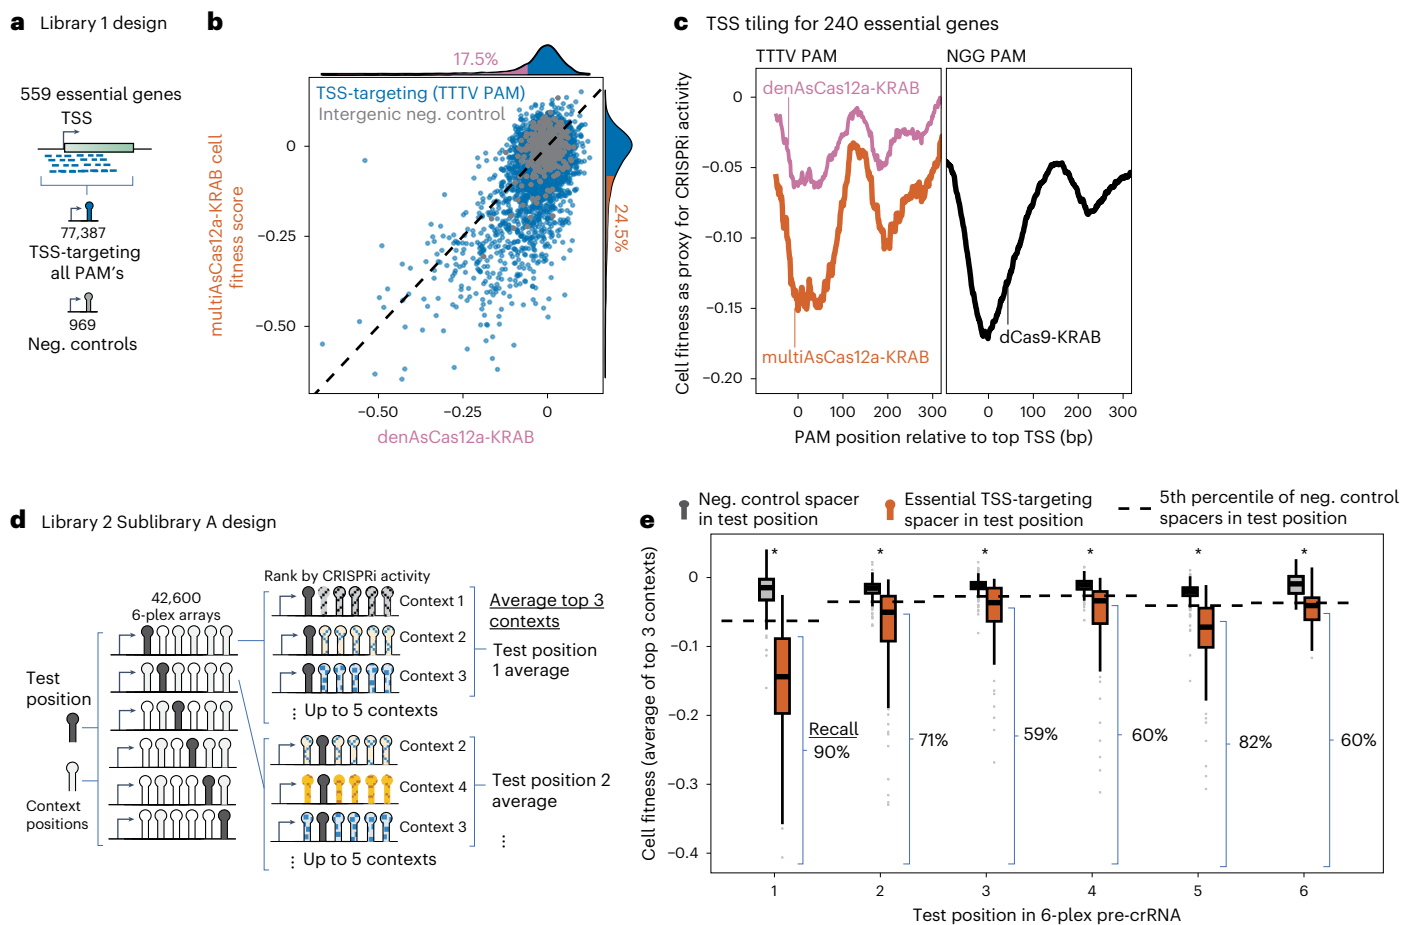 a Library 1 design
559 essential genes
TSS
77,387
TSS-targeting
all PAM's
969
Neg. controls
b
17.5%
TSS-targeting (TTTV PAM)
Intergenic neg. control
24.5%
multiAsCas12a-KRAB cell
fitness score
0
−0.25
−0.50
−0.50
−0.25
0
denAsCas12a-KRAB
c TSS tiling for 240 essential genes
TTTV PAM
NGG PAM
Cell fitness as proxy for CRISPRi activity
0
−0.05
−0.10
−0.15
−0.20
denAsCas12a-KRAB
multiAsCas12a-KRAB
dCas9-KRAB
0 100 200 300
0 100 200 300
PAM position relative to top TSS (bp)
d Library 2 Sublibrary A design
42,600
6-plex arrays
Test
position
Context
positions
Rank by CRISPRi activity
Context 1
Context 2
Context 3
Up to 5 contexts
Context 2
Context 4
Context 3
Up to 5 contexts
Average top 3
contexts
Test position
1 average
Test position 2
average
e
Neg. control spacer
in test position
Essential TSS-targeting
spacer in test position
5th percentile of neg. control
spacers in test position
Cell fitness (average of top 3 contexts)
0
−0.1
−0.2
−0.3
−0.4
* * * * * *
Recall
90%
71%
59%
60%
82%
60%
1 2 3 4 5 6
Test position in 6-plex pre-crRNA